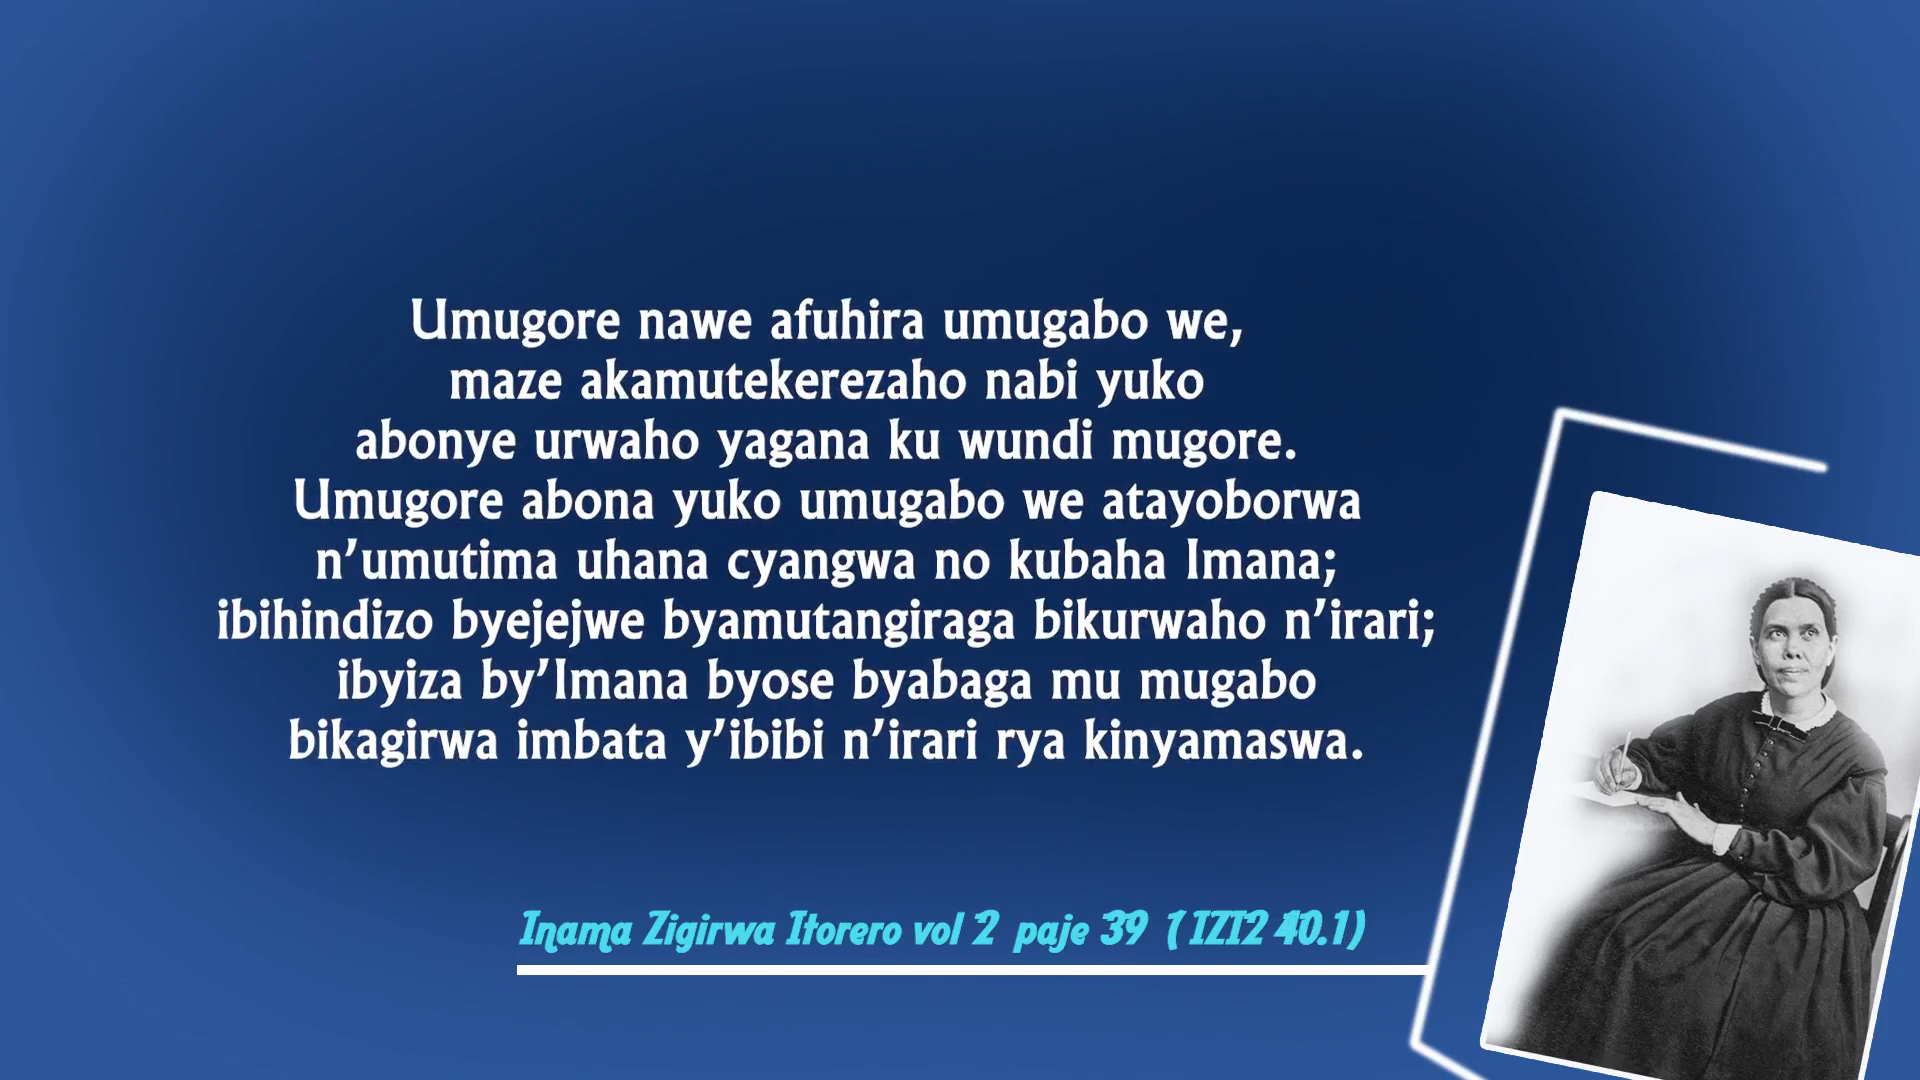 Umugore nawe afuhira umugabo we,
maze akamutekerezaho nabi yuko
abonye urwaho yagana ku wundi mugore.
Umugore abona yuko umugabo we atayoborwa
n’umutima uhana cyangwa no kubaha Imana;
ibihindizo byejejwe byamutangiraga bikurwaho n’irari;
ibyiza by’Imana byose byabaga mu mugabo
bikagirwa imbata y’ibibi n’irari rya kinyamaswa.
Inama Zigirwa Itorero vol 2 paje 39 (IZI2 40.1)